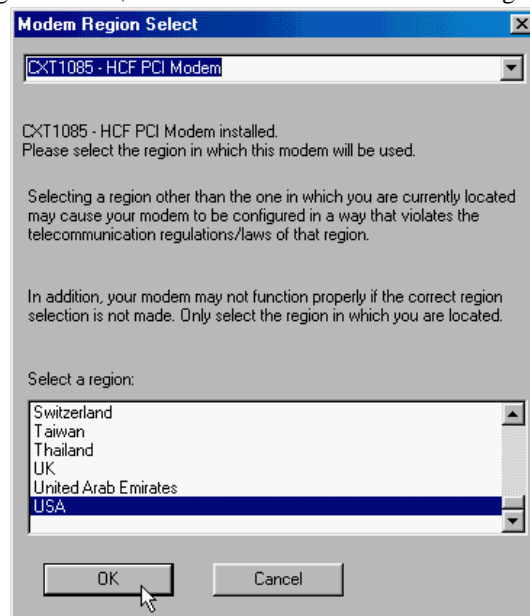 Modem Region Select
CXT1085 - HCF PCI Modem
CXT1085 - HCF PCI Modem installed.
Please select the region in which this modem will be used.
Selecting a region other than the one in which you are currently located
may cause your modem to be configured in a way that violates the
telecommunication regulations/laws of that region.
In addition, your modem may not function properly if the correct region
selection is not made. Only select the region in which you are located.
Select a region:
Switzerland
Taiwan
Thailand
UK
United Arab Emirates
USA
OK
Cancel